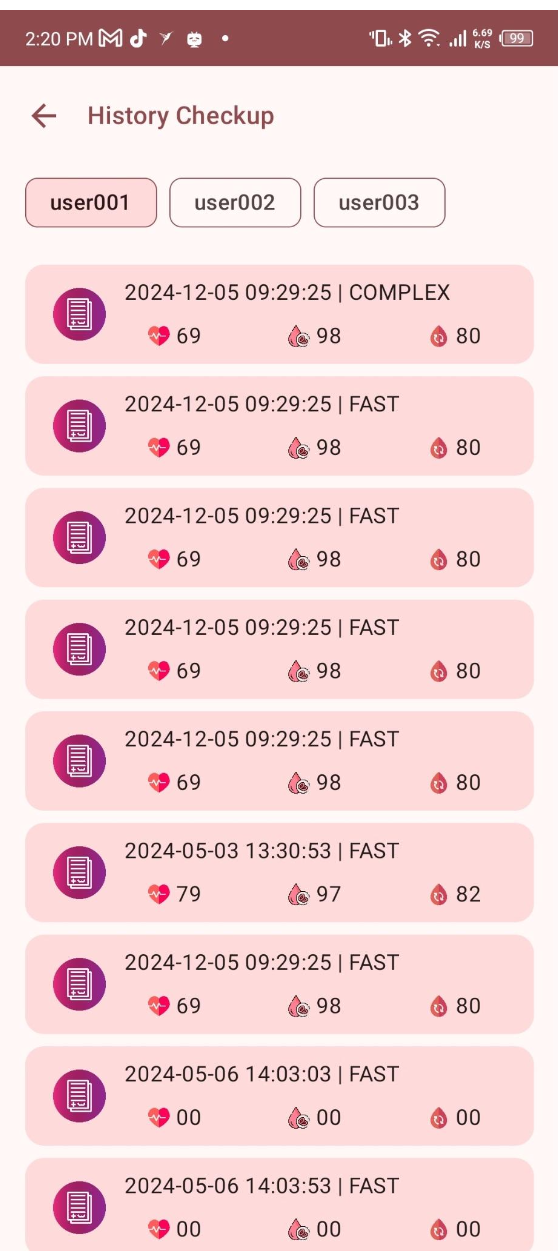 2:20 PM 6.69 K/S 99
History Checkup
user001 user002 user003
2024-12-05 09:29:25 | COMPLEX
69 98 80
2024-12-05 09:29:25 | FAST
69 98 80
2024-12-05 09:29:25 | FAST
69 98 80
2024-12-05 09:29:25 | FAST
69 98 80
2024-12-05 09:29:25 | FAST
69 98 80
2024-05-03 13:30:53 | FAST
79 97 82
2024-12-05 09:29:25 | FAST
69 98 80
2024-05-06 14:03:03 | FAST
00 00 00
2024-05-06 14:03:53 | FAST
00 00 00